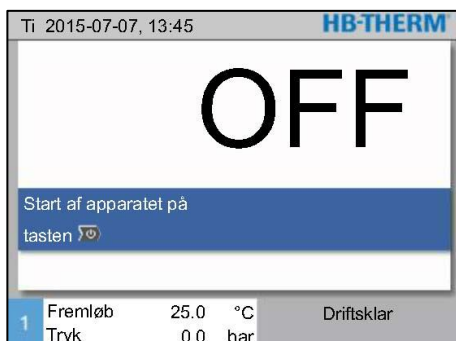 Ti 2015-07-07, 13:45 HB-THERM
OFF
Start af apparatet på
tasten
1 Fremløb 25.0 °C Driftsklar
Tryk 0.0 bar